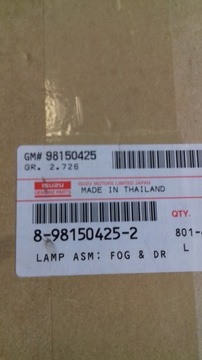 GM# 98150425
GR. 2.726
ISUZU
ISUZU MOTORS LIMITED JAPAN
MADE IN THAILAND
QTY.
8-98150425-2
801-
LAMP ASM: FOG & DR
L